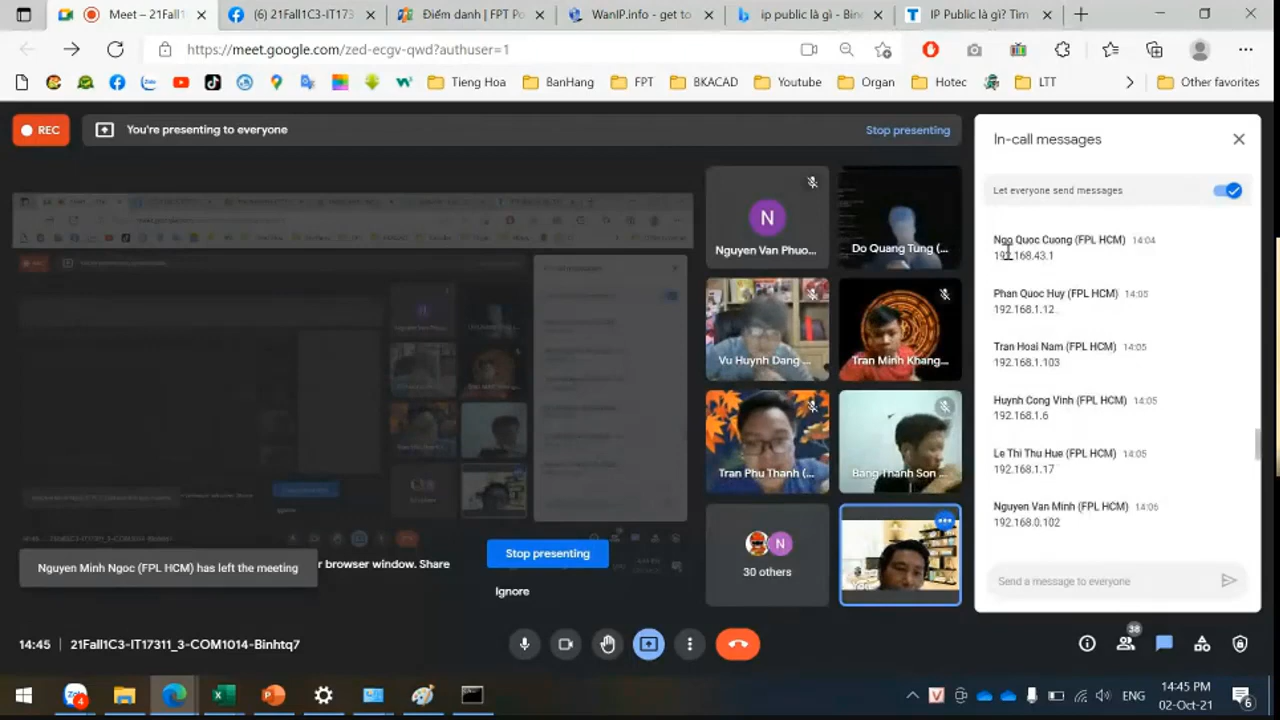 Meet – 21Fall1
(6) 21Fall1C3-IT173
Điểm danh | FPT Po
WanIP.info - get to
ip public là gì - Bin
IP Public là gì? Tìm
https://meet.google.com/zed-ecgv-qwd?authuser=1
Tieng Hoa
BanHang
FPT
BKACAD
Youtube
Organ
Hotec
LTT
Other favorites
REC
You're presenting to everyone
Stop presenting
In-call messages
Let everyone send messages
N
Nguyen Van Phuo...
Do Quang Tung (...
Vu Huynh Dang ...
Tran Minh Khang...
Tran Phu Thanh (...
Bang Thanh Son ...
N
30 others
Ngo Quoc Cuong (FPL HCM) 14:04
192.168.43.1
Phan Quoc Huy (FPL HCM) 14:05
192.168.1.12
Tran Hoai Nam (FPL HCM) 14:05
192.168.1.103
Huynh Cong Vinh (FPL HCM) 14:05
192.168.1.6
Le Thi Thu Hue (FPL HCM) 14:05
192.168.1.17
Nguyen Van Minh (FPL HCM) 14:06
192.168.0.102
Send a message to everyone
Nguyen Minh Ngoc (FPL HCM) has left the meeting
r browser window. Share
Stop presenting
Ignore
14:45 | 21Fall1C3-IT17311_3-COM1014-Binhtq7
38
4
ENG
14:45 PM
02-Oct-21
6